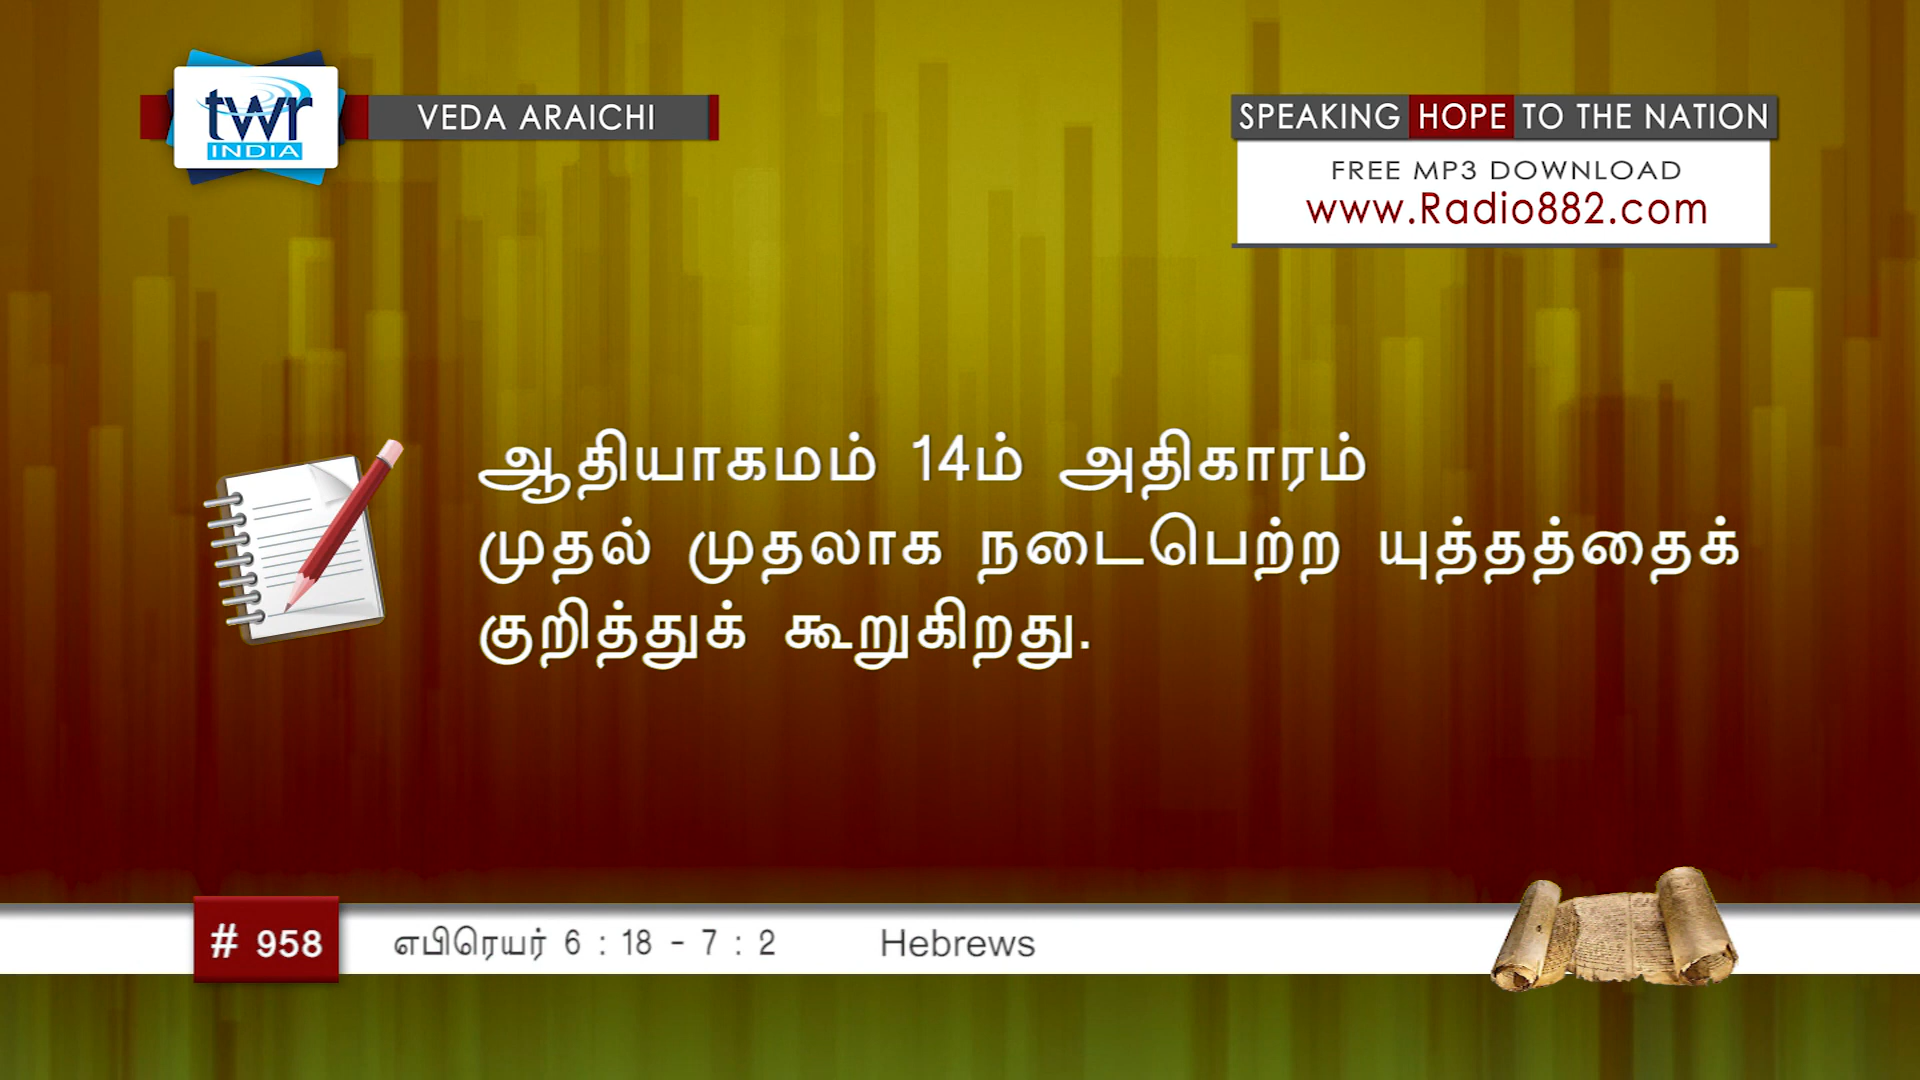 twr
INDIA
VEDA ARAICHI
SPEAKING HOPE TO THE NATION
FREE MP3 DOWNLOAD
www.Radio882.com
ஆதியாகமம் 14ம் அதிகாரம்
முதல் முதலாக நடைபெற்ற யுத்தத்தைக்
குறித்துக் கூறுகிறது.
# 958
எபிரெயர் 6 : 18 - 7 : 2
Hebrews